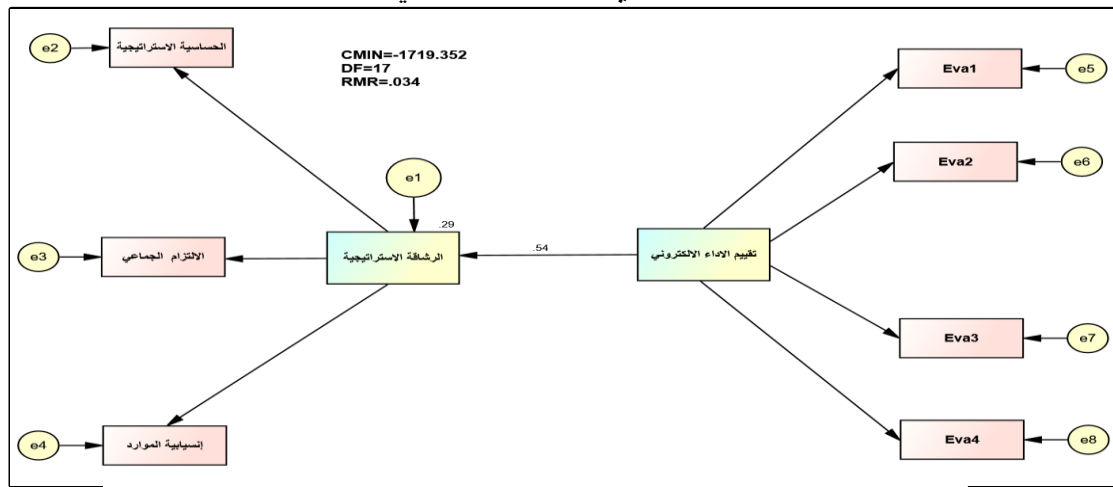 e2
الحساسية الاستراتيجية
CMIN=-1719.352
DF=17
RMR=.034
Eva1
e5
Eva2
e6
e1
.29
.54
e3
الالتزام الجماعي
الرشاقة الاستراتيجية
تقييم الاداء الالكتروني
Eva3
e7
e4
إنسيابية الموارد
Eva4
e8